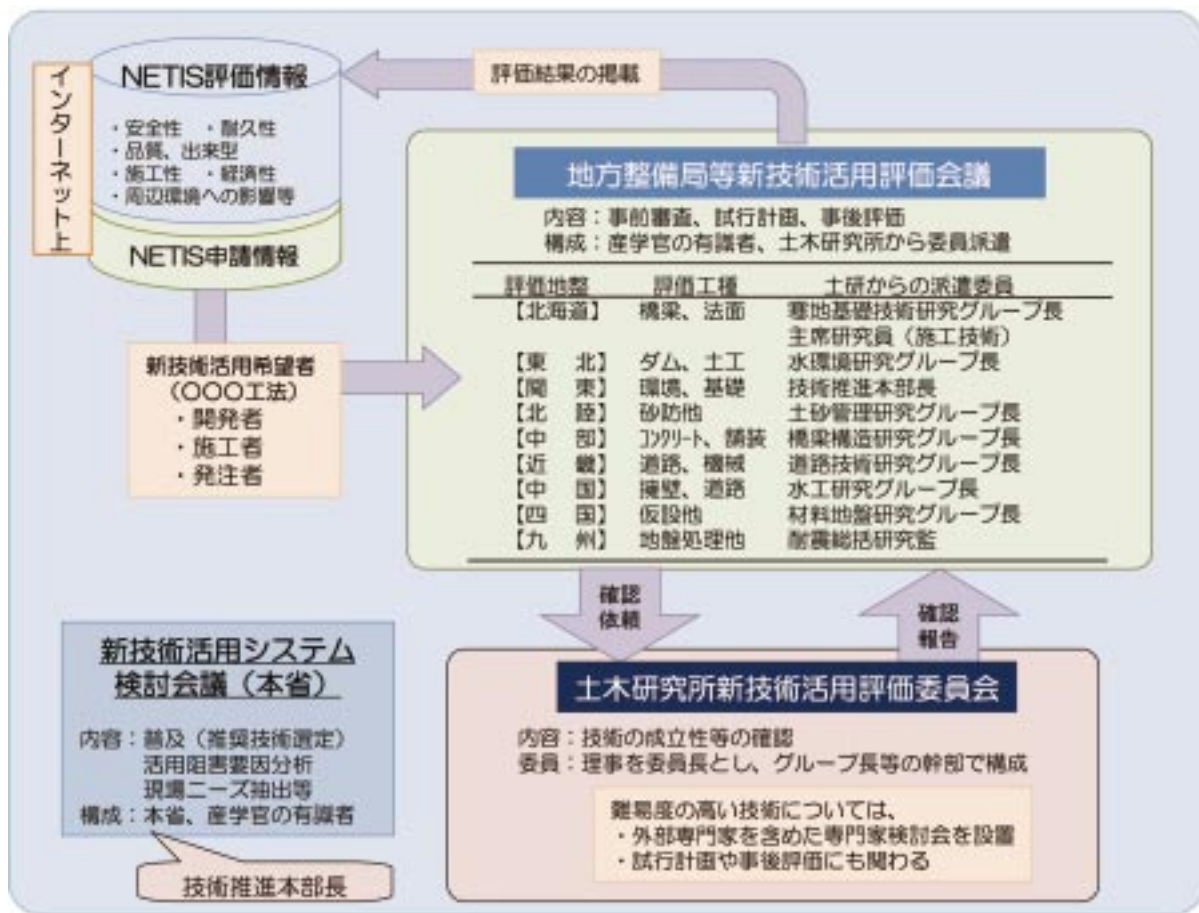 インターネット上
NETIS評価情報
・安全性 ・耐久性
・品質、出来型
・施工性 ・経済性
・周辺環境への影響等
NETIS申請情報
評価結果の掲載
新技術活用希望者
（〇〇〇工法）
・開発者
・施工者
・発注者
地方整備局等新技術活用評価会議
内容：事前審査、試行計画、事後評価
構成：産学官の有識者、土木研究所から委員派遣
評価地整 評価工種 土研からの派遣委員
【北海道】 橋梁、法面 寒地基礎技術研究グループ長
主席研究員（施工技術）
【東 北】 ダム、土工 水環境研究グループ長
【関 東】 環境、基礎 技術推進本部長
【北 陸】 砂防他 土砂管理研究グループ長
【中 部】 コンクリート、舗装 橋梁構造研究グループ長
【近 畿】 道路、機械 道路技術研究グループ長
【中 国】 擁壁、道路 水工研究グループ長
【四 国】 仮設他 材料地盤研究グループ長
【九 州】 地盤処理他 耐震総括研究監
確認
依頼
確認
報告
新技術活用システム
検討会議（本省）
内容：普及（推奨技術選定）
活用阻害要因分析
現場ニーズ抽出等
構成：本省、産学官の有識者
技術推進本部長
土木研究所新技術活用評価委員会
内容：技術の成立性等の確認
委員：理事を委員長とし、グループ長等の幹部で構成
難易度の高い技術については、
・外部専門家を含めた専門家検討会を設置
・試行計画や事後評価にも関わる